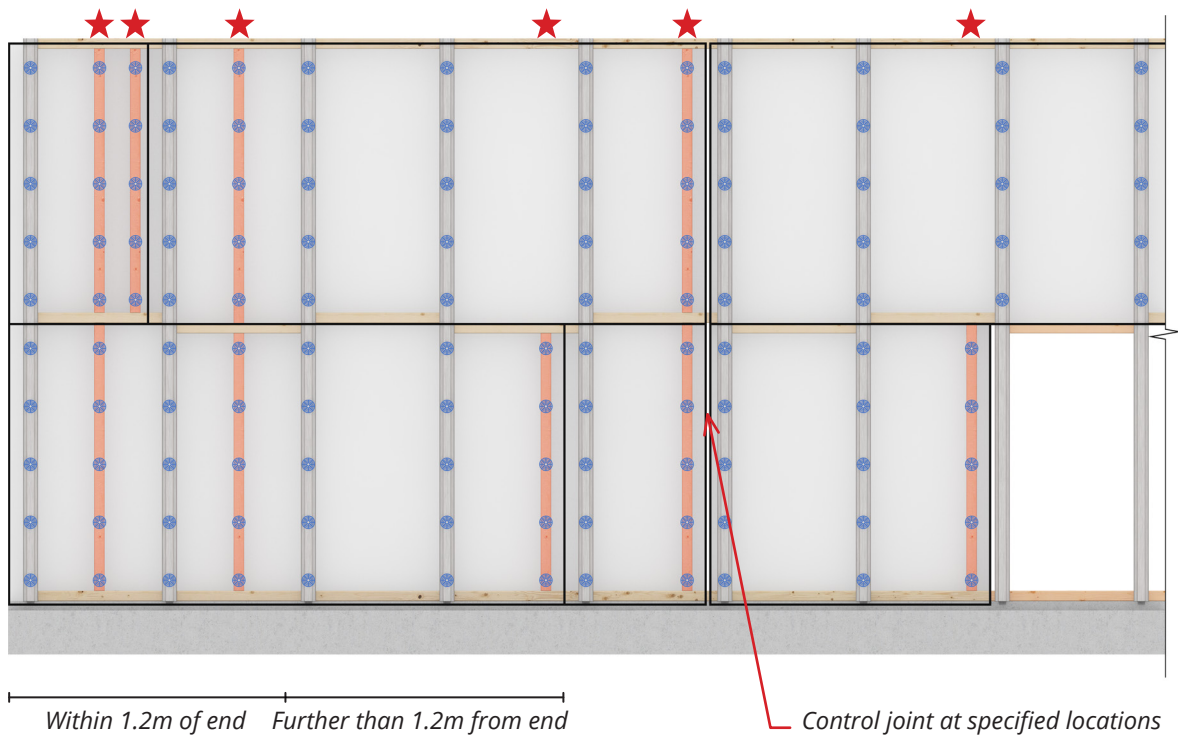 Within 1.2m of end
Further than 1.2m from end
Control joint at specified locations